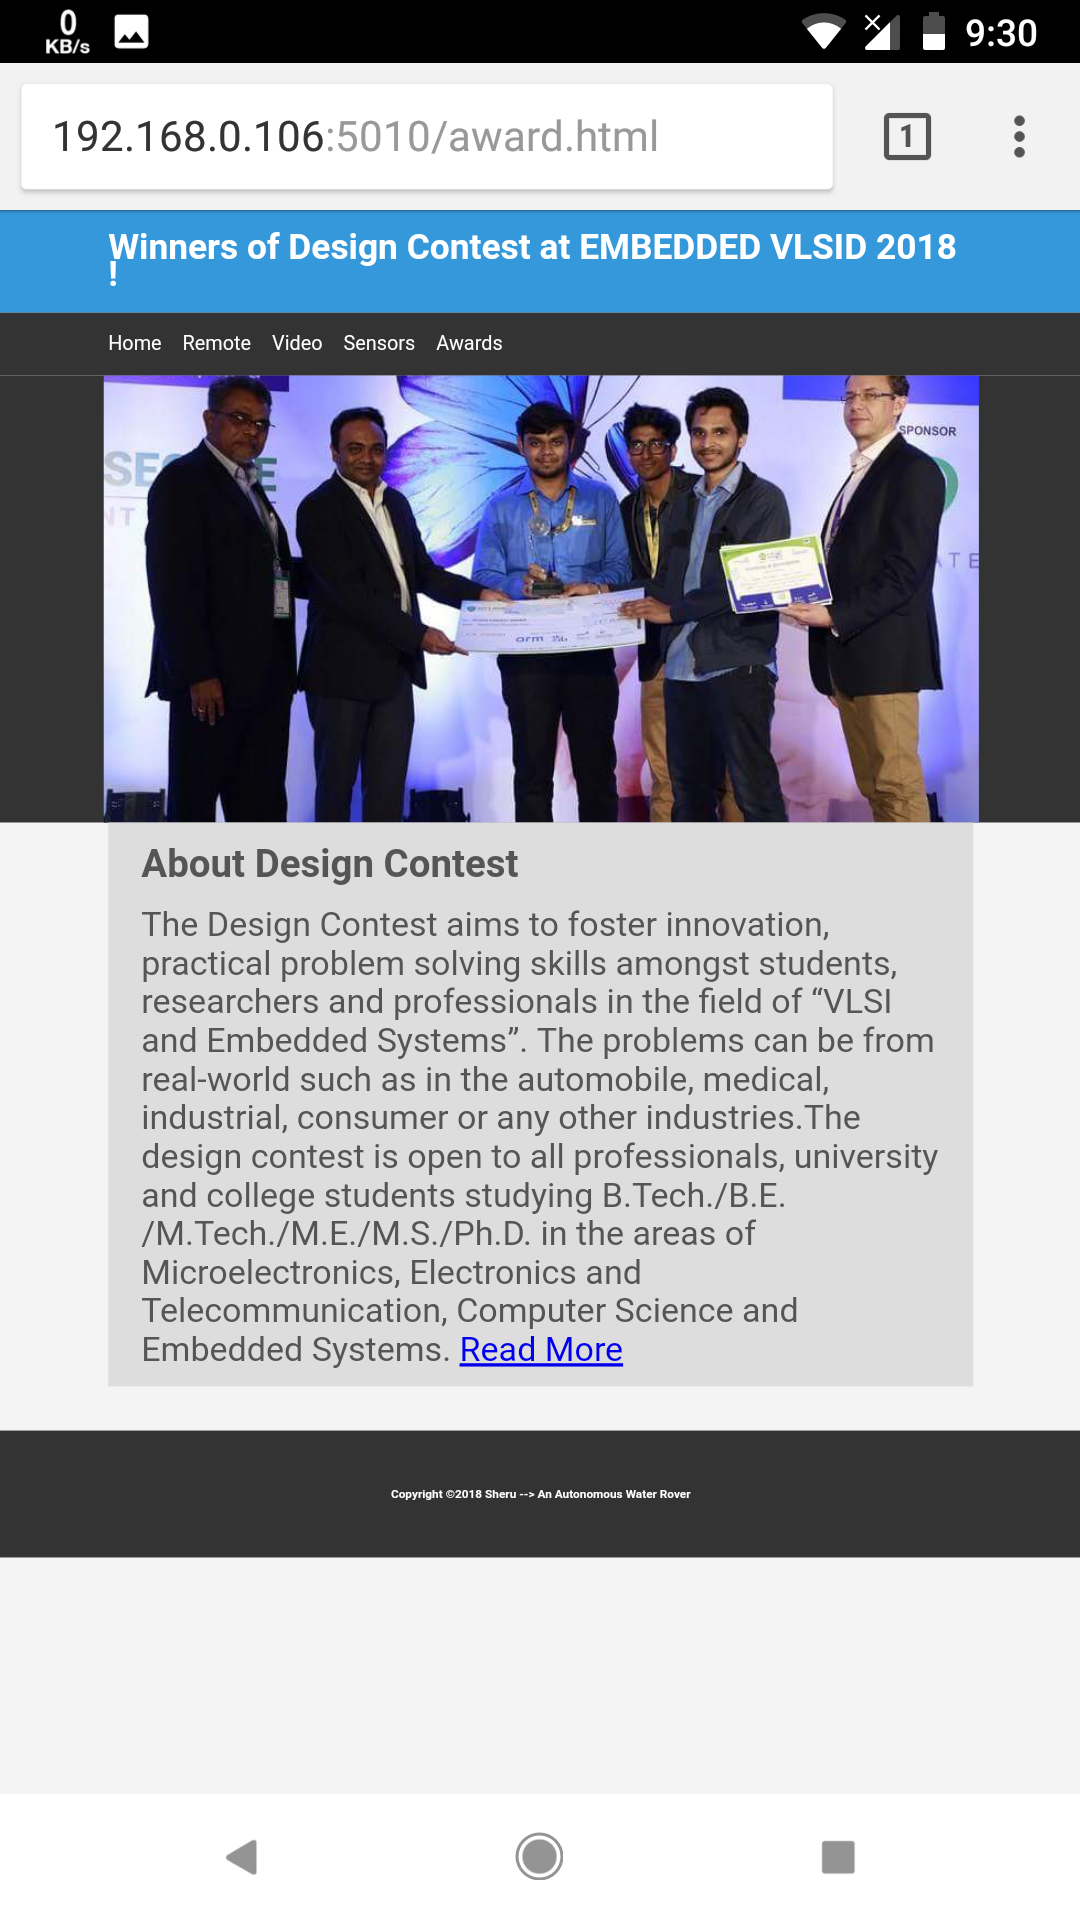 0
KB/s
9:30
192.168.0.106:5010/award.html
1
Winners of Design Contest at EMBEDDED VLSID 2018
!
Home Remote Video Sensors Awards
SPONSOR
arm
About Design Contest
The Design Contest aims to foster innovation,
practical problem solving skills amongst students,
researchers and professionals in the field of “VLSI
and Embedded Systems”. The problems can be from
real-world such as in the automobile, medical,
industrial, consumer or any other industries.The
design contest is open to all professionals, university
and college students studying B.Tech./B.E.
/M.Tech./M.E./M.S./Ph.D. in the areas of
Microelectronics, Electronics and
Telecommunication, Computer Science and
Embedded Systems. Read More
Copyright ©2018 Sheru --> An Autonomous Water Rover